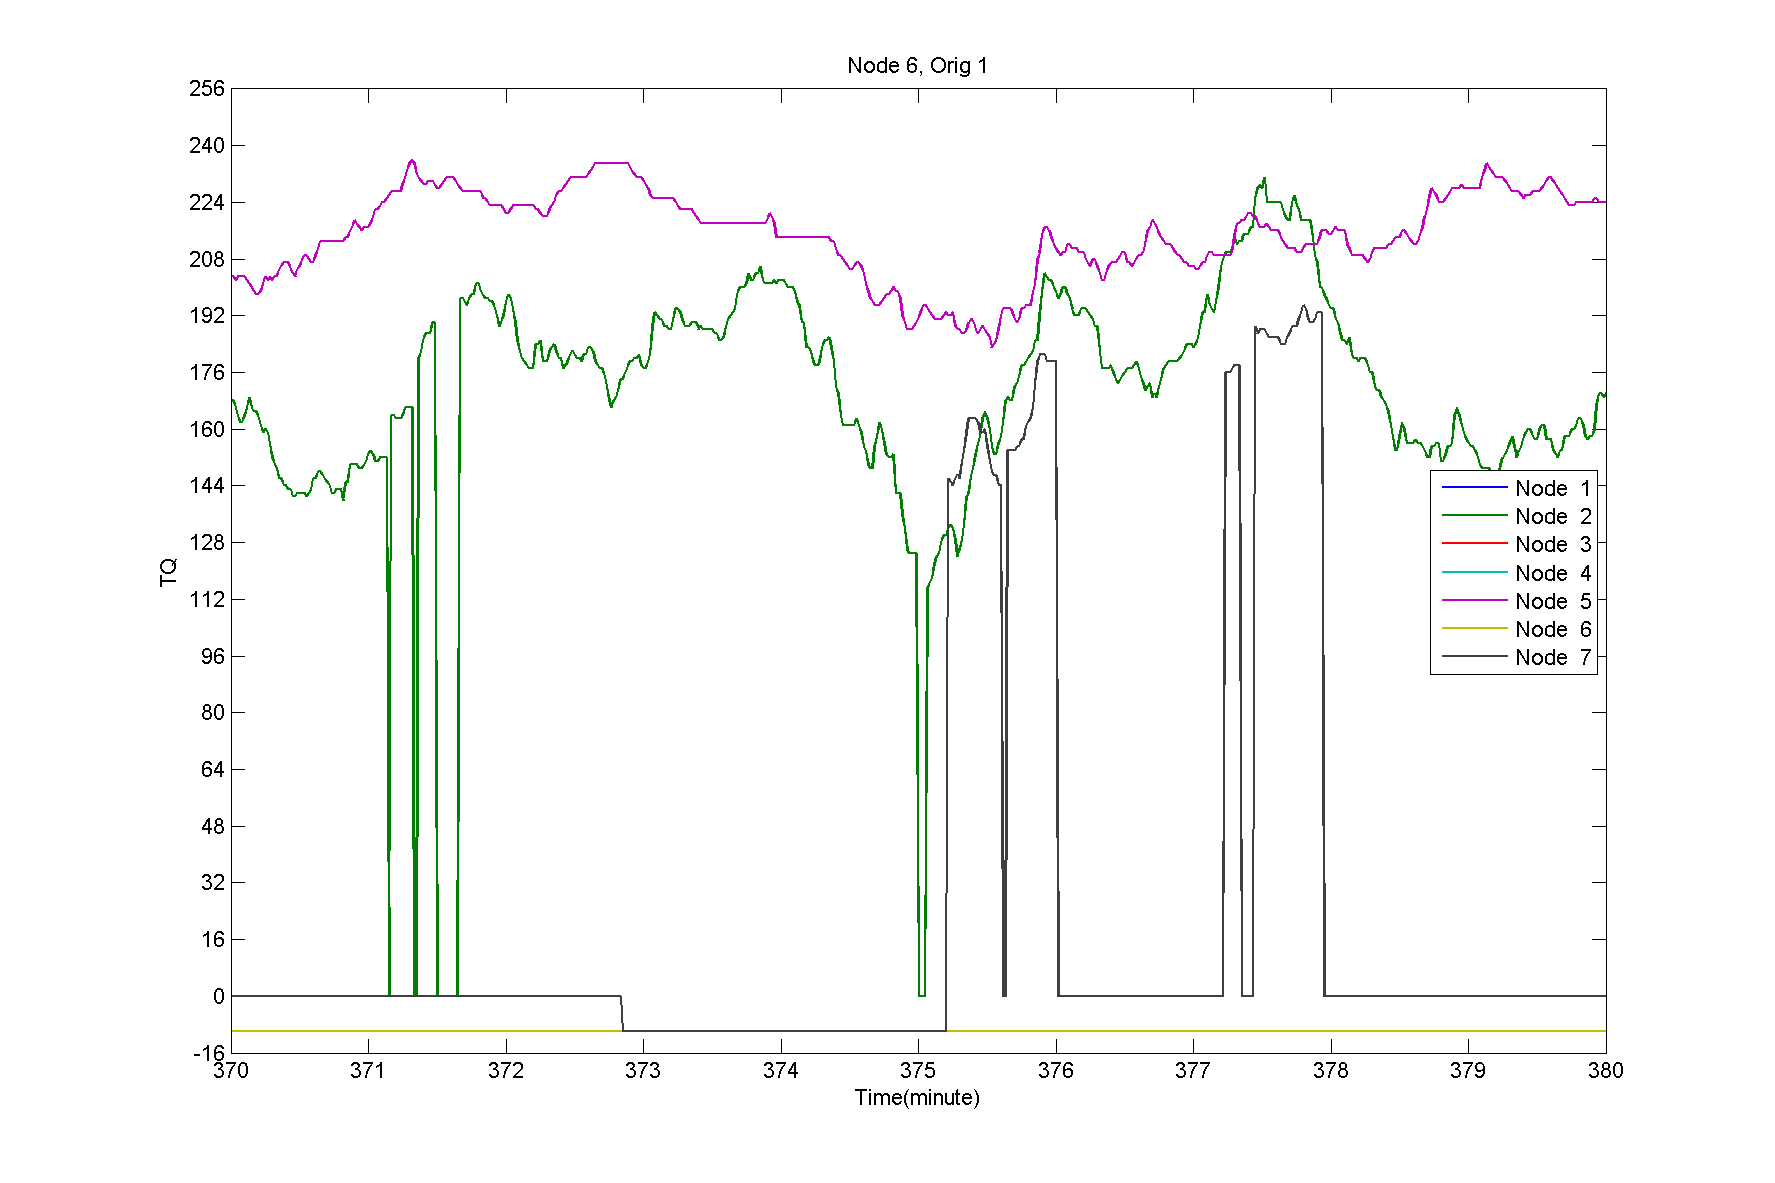 Node 6, Orig 1
256
240
224
208
192
176
160
144
128
112
96
80
64
48
32
16
0
-16
TQ
Node 1
Node 2
Node 3
Node 4
Node 5
Node 6
Node 7
370 371 372 373 374 375 376 377 378 379 380
Time(minute)